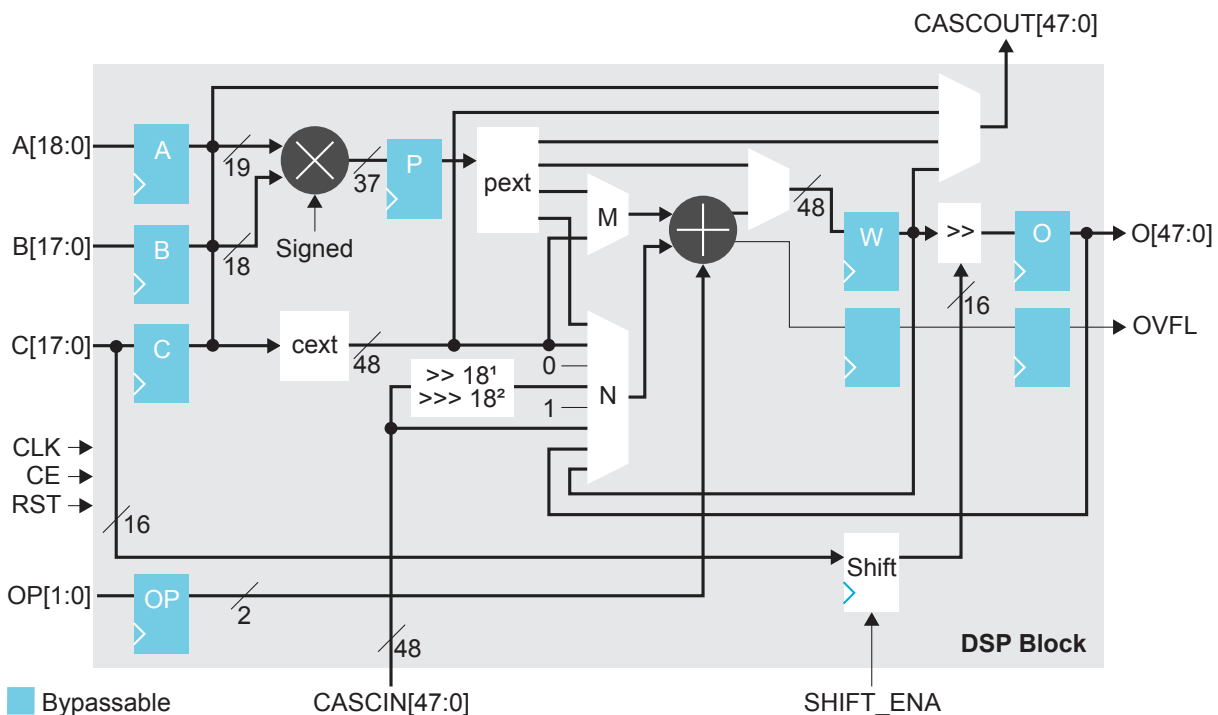 CASCOUT[47:0]
A[18:0]
A
19
37
P
pext
48
M
B[17:0]
B
18
Signed
W
>>
O
O[47:0]
16
C[17:0]
C
cext
48
0
>> 18¹
>>> 18²
1
N
OVFL
CLK
CE
RST
16
OP[1:0]
OP
2
Shift
48
DSP Block
Bypassable
CASCIN[47:0]
SHIFT_ENA